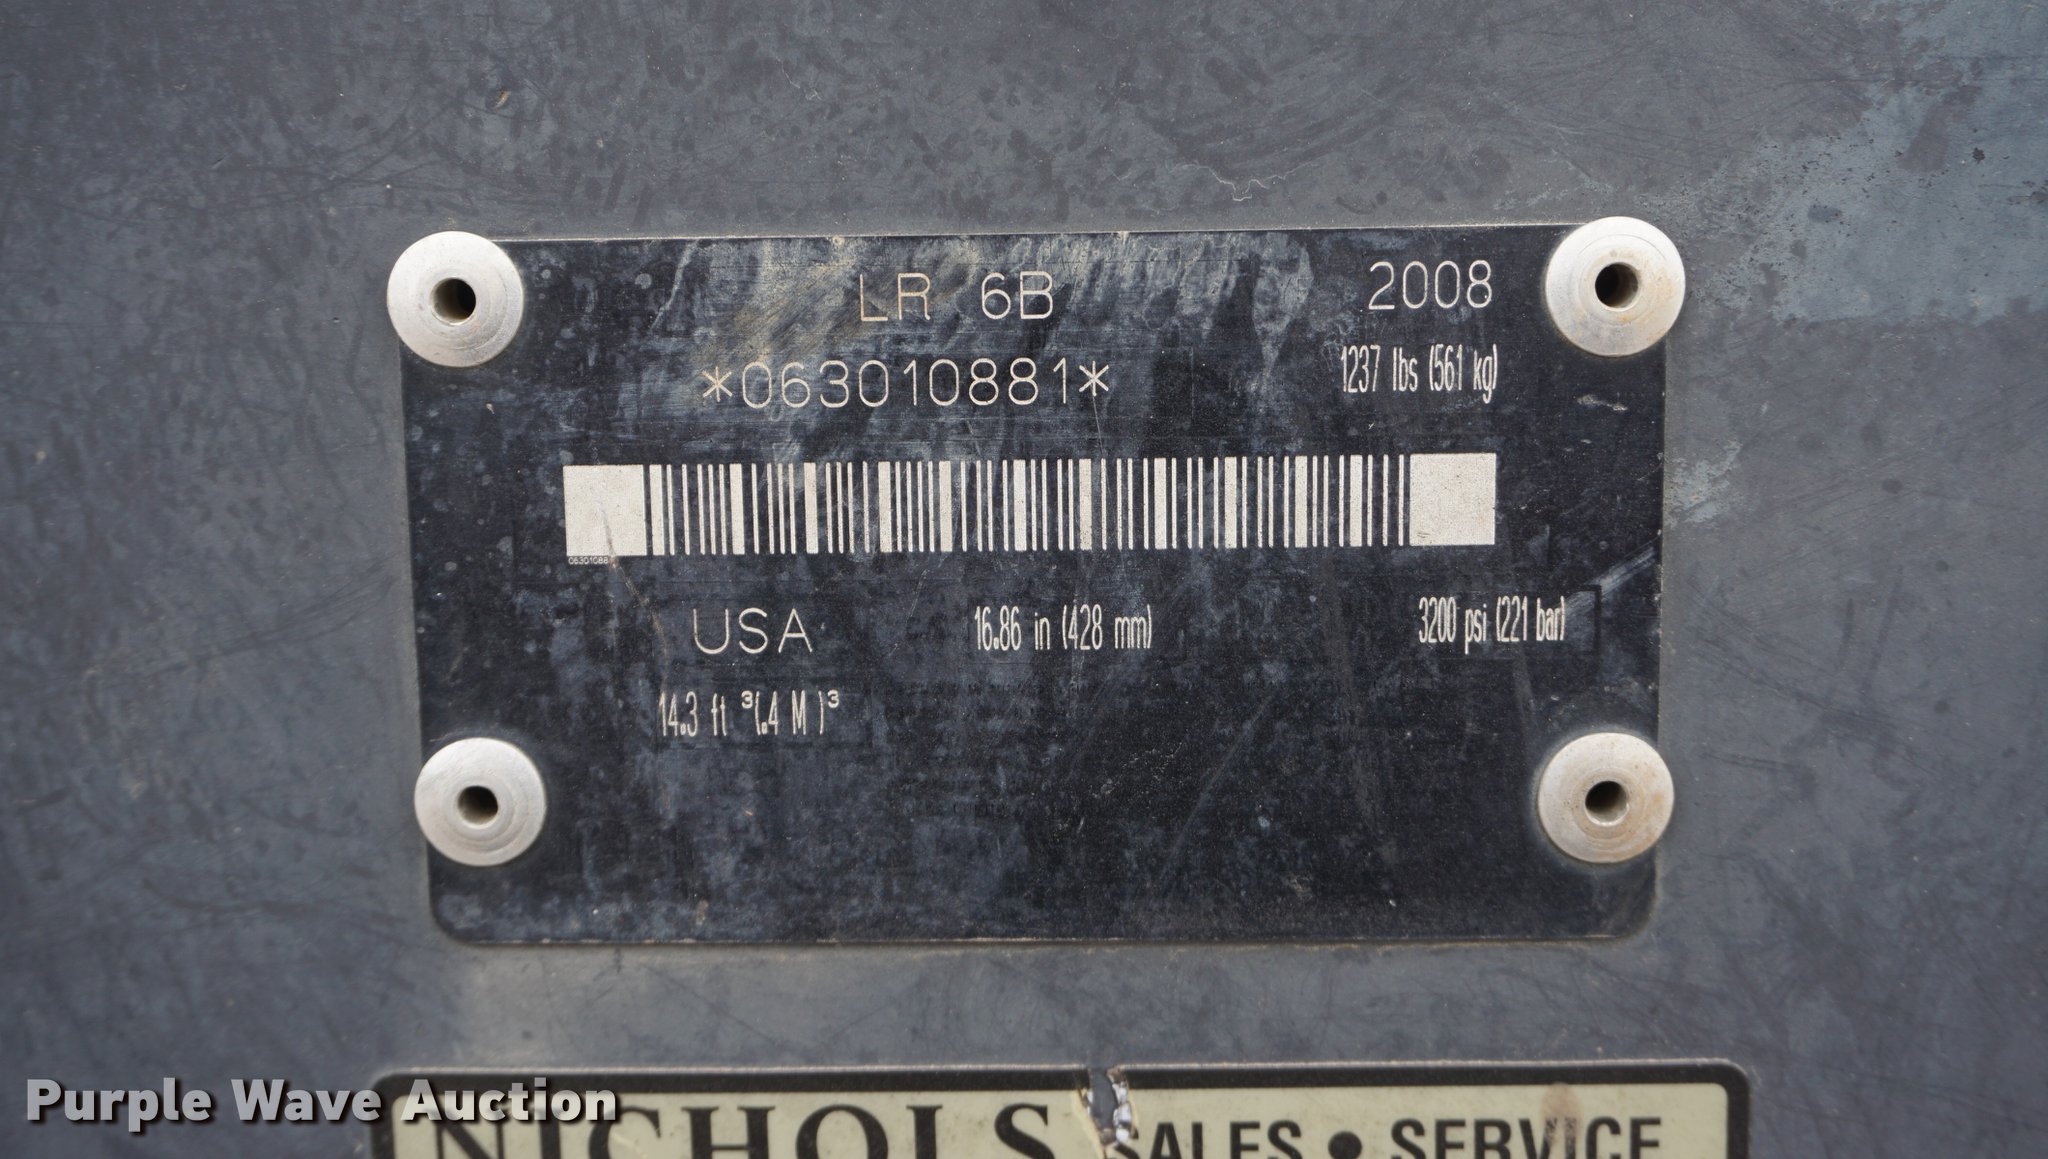 LR 6B 2008
*063010881* 1237 lbs (561 kg)
06301088
USA 16.86 in (428 mm) 3200 psi (221 bar)
14.3 ft ³(.4 M )³
NICHOLS SALES • SERVICE
Purple Wave Auction